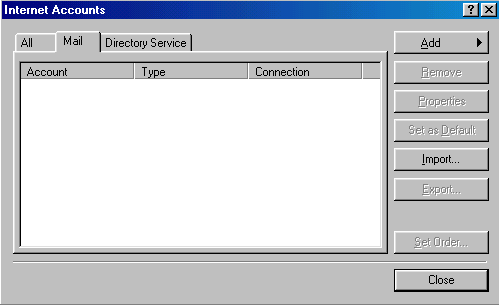 Internet Accounts
All Mail Directory Service
Account Type Connection
Add
Remove
Properties
Set as Default
Import...
Export...
Set Order...
Close